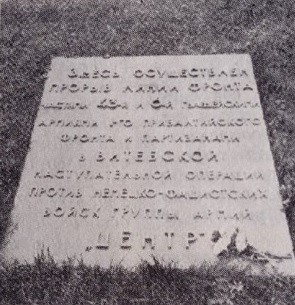 ЗДЕСЬ ОСУЩЕСТВЛЕН
ПРОРЫВ ЛИНИИ ФРОНТА
ЧАСТЯМИ 43-й И 6-й ГВАРДЕЙСКОЙ
АРМИЯМИ 1-ГО ПРИБАЛТИЙСКОГО
ФРОНТА И ПАРТИЗАНАМИ
В ВИТЕБСКОЙ
НАСТУПАТЕЛЬНОЙ ОПЕРАЦИИ
ПРОТИВ НЕМЕЦКО-ФАШИСТСКИХ
ВОЙСК ГРУППЫ АРМИЙ
„ЦЕНТР"